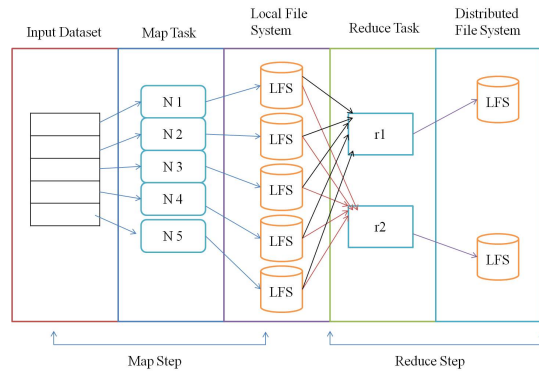 Input Dataset
Map Task
Local File
System
Reduce Task
Distributed
File System
N 1
N 2
N 3
N 4
N 5
LFS
LFS
LFS
LFS
LFS
r1
r2
LFS
LFS
Map Step
Reduce Step